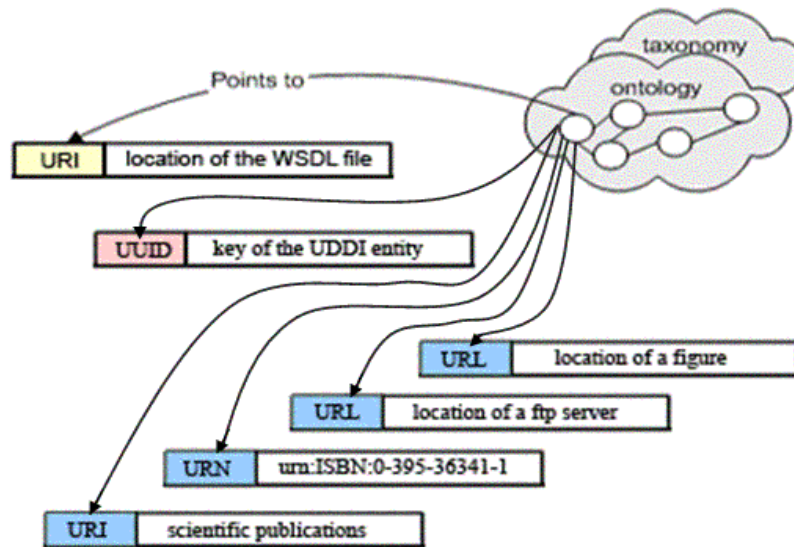 taxonomy
Points to
ontology
URI location of the WSDL file
UUID key of the UDDI entity
URL location of a figure
URL location of a ftp server
URN urn:ISBN:0-395-36341-1
URI scientific publications